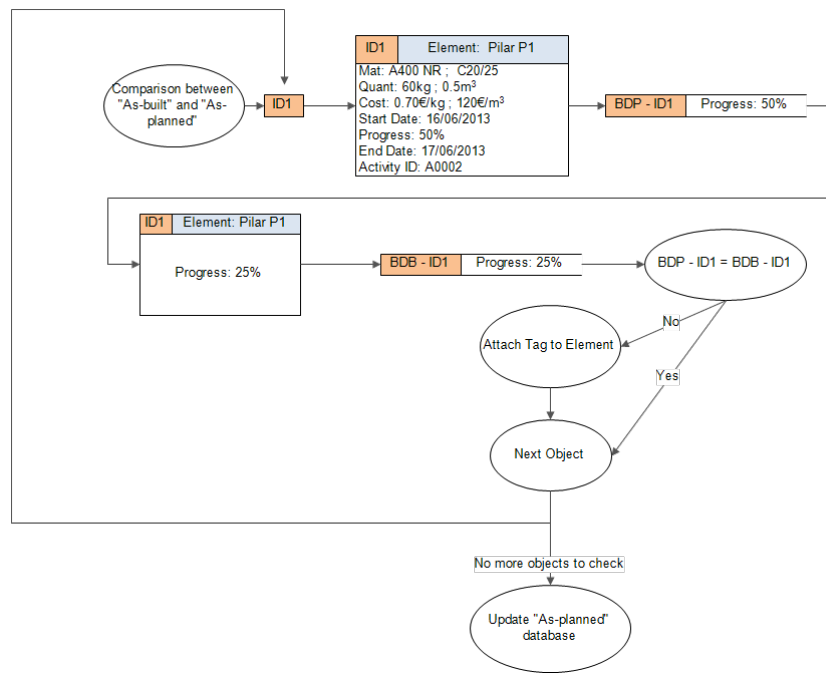 Comparison between
"As-built" and "As-
planned"
ID1
ID1 Element: Pilar P1
Mat: A400 NR ; C20/25
Quant: 60kg ; 0.5m³
Cost: 0.70€/kg ; 120€/m³
Start Date: 16/06/2013
Progress: 50%
End Date: 17/06/2013
Activity ID: A0002
BDP - ID1 Progress: 50%
ID1 Element: Pilar P1
Progress: 25%
BDB - ID1 Progress: 25%
BDP - ID1 = BDB - ID1
No
Attach Tag to Element
Yes
Next Object
No more objects to check
Update "As-planned"
database